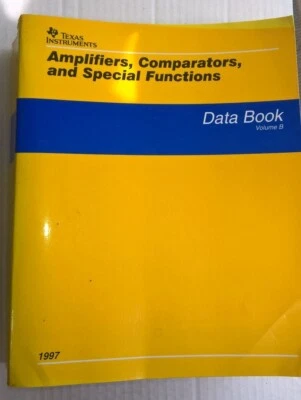 TEXAS
INSTRUMENTS
Amplifiers, Comparators,
and Special Functions
Data Book
Volume B
1997